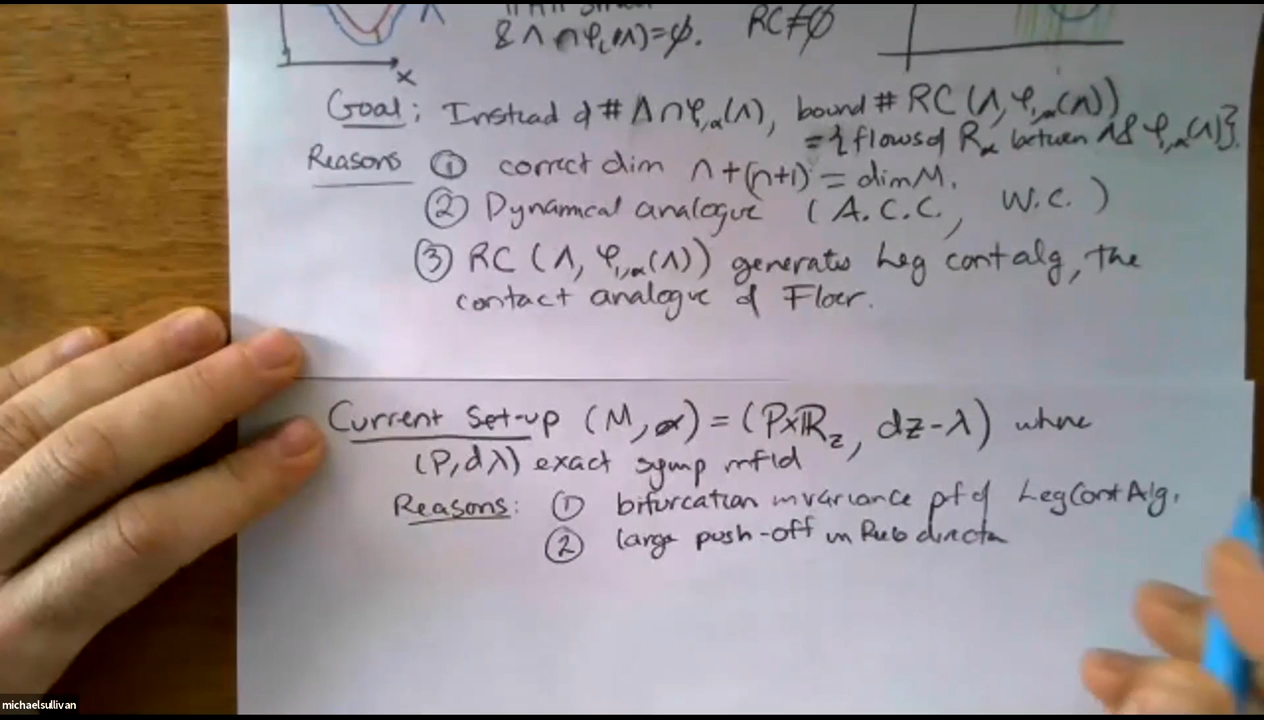 & Λ ∩ φ₁(Λ) = ∅. RC ≠ ∅
x
Goal: Instead of # Λ∩φ₁,α(Λ), bound # RC(Λ, φ₁,α(Λ))
= {flows of Rα between Λ & φ₁,α(Λ)}.
Reasons ① correct dim n+(n+1) = dim M.
② Dynamical analogue (A.C.C., W.C.)
③ RC(Λ, φ₁,α(Λ)) generates Leg cont alg, the
contact analogue of Floer.
Current Set-up (M, α) = (P×ℝz, dz-λ) where
(P, dλ) exact symp mfld
Reasons: ① bifurcation invariance pf of Leg Cont Alg.
② large push-off in Reeb directn
michaelsullivan